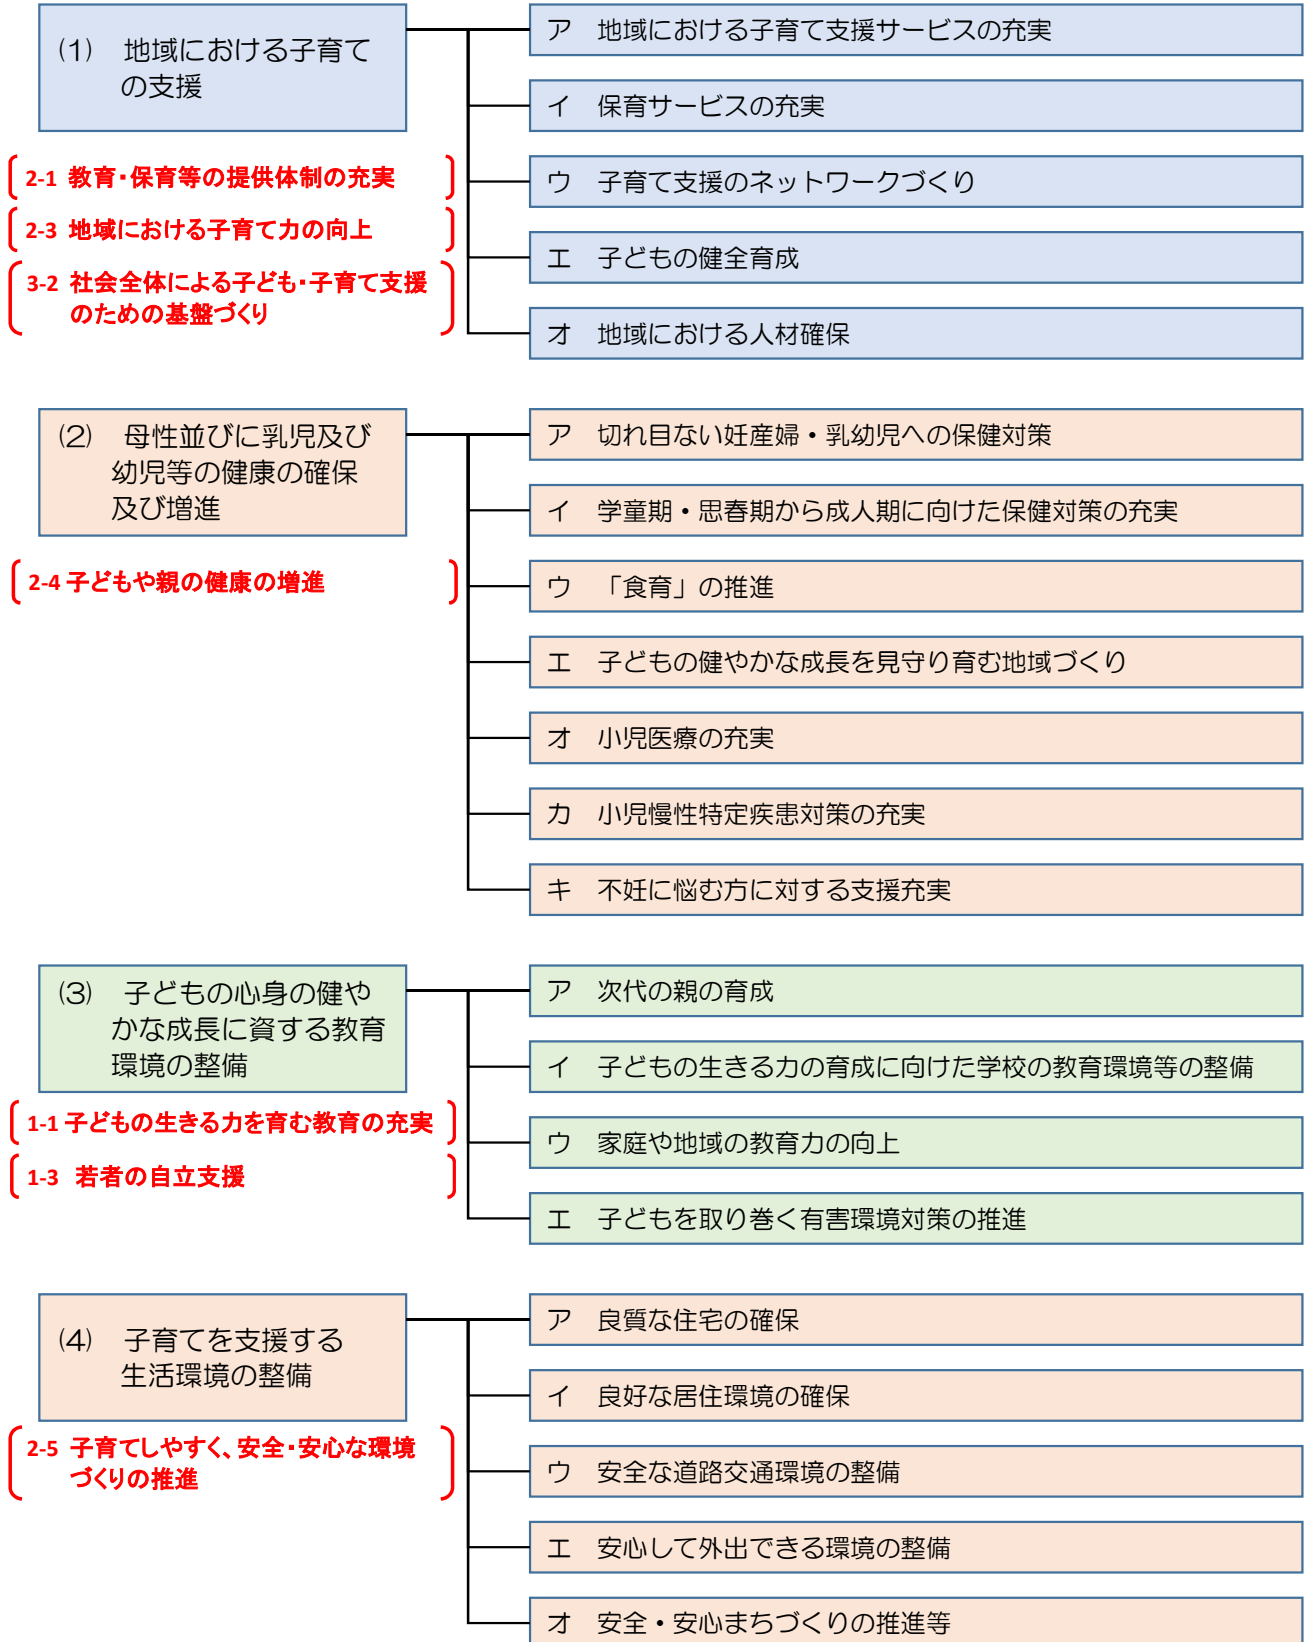 (1)　地域における子育て
の支援
ア　地域における子育て支援サービスの充実
イ　保育サービスの充実
ウ　子育て支援のネットワークづくり
エ　子どもの健全育成
オ　地域における人材確保
2-1 教育・保育等の提供体制の充実
2-3 地域における子育て力の向上
3-2 社会全体による子ども・子育て支援
のための基盤づくり
(2)　母性並びに乳児及び
幼児等の健康の確保
及び増進
ア　切れ目ない妊産婦・乳幼児への保健対策
イ　学童期・思春期から成人期に向けた保健対策の充実
ウ　「食育」の推進
エ　子どもの健やかな成長を見守り育む地域づくり
オ　小児医療の充実
カ　小児慢性特定疾患対策の充実
キ　不妊に悩む方に対する支援充実
2-4 子どもや親の健康の増進
(3)　子どもの心身の健や
かな成長に資する教育
環境の整備
ア　次代の親の育成
イ　子どもの生きる力の育成に向けた学校の教育環境等の整備
ウ　家庭や地域の教育力の向上
エ　子どもを取り巻く有害環境対策の推進
1-1 子どもの生きる力を育む教育の充実
1-3 若者の自立支援
(4)　子育てを支援する
生活環境の整備
ア　良質な住宅の確保
イ　良好な居住環境の確保
ウ　安全な道路交通環境の整備
エ　安心して外出できる環境の整備
オ　安全・安心まちづくりの推進等
2-5 子育てしやすく、安全・安心な環境
づくりの推進